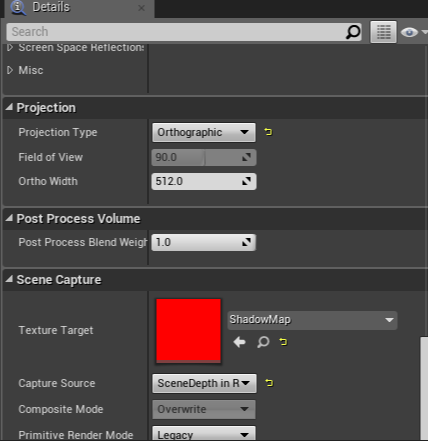 Details
Search
Screen Space Reflections
Misc
Projection
Projection Type Orthographic
Field of View 90.0
Ortho Width 512.0
Post Process Volume
Post Process Blend Weigh 1.0
Scene Capture
Texture Target ShadowMap
Capture Source SceneDepth in R
Composite Mode Overwrite
Primitive Render Mode Legacy